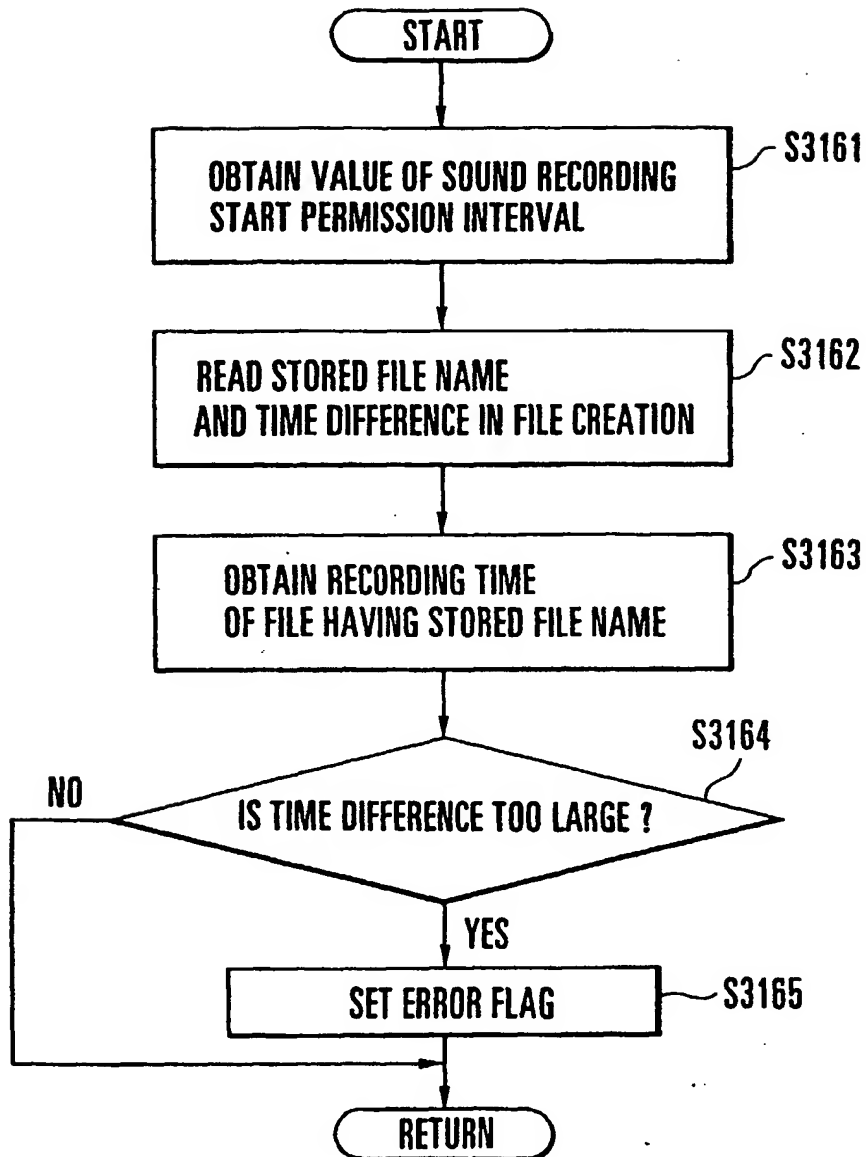 START
S3161
OBTAIN VALUE OF SOUND RECORDING
START PERMISSION INTERVAL
S3162
READ STORED FILE NAME
AND TIME DIFFERENCE IN FILE CREATION
S3163
OBTAIN RECORDING TIME
OF FILE HAVING STORED FILE NAME
S3164
NO
IS TIME DIFFERENCE TOO LARGE ?
YES
SET ERROR FLAG
S3165
RETURN